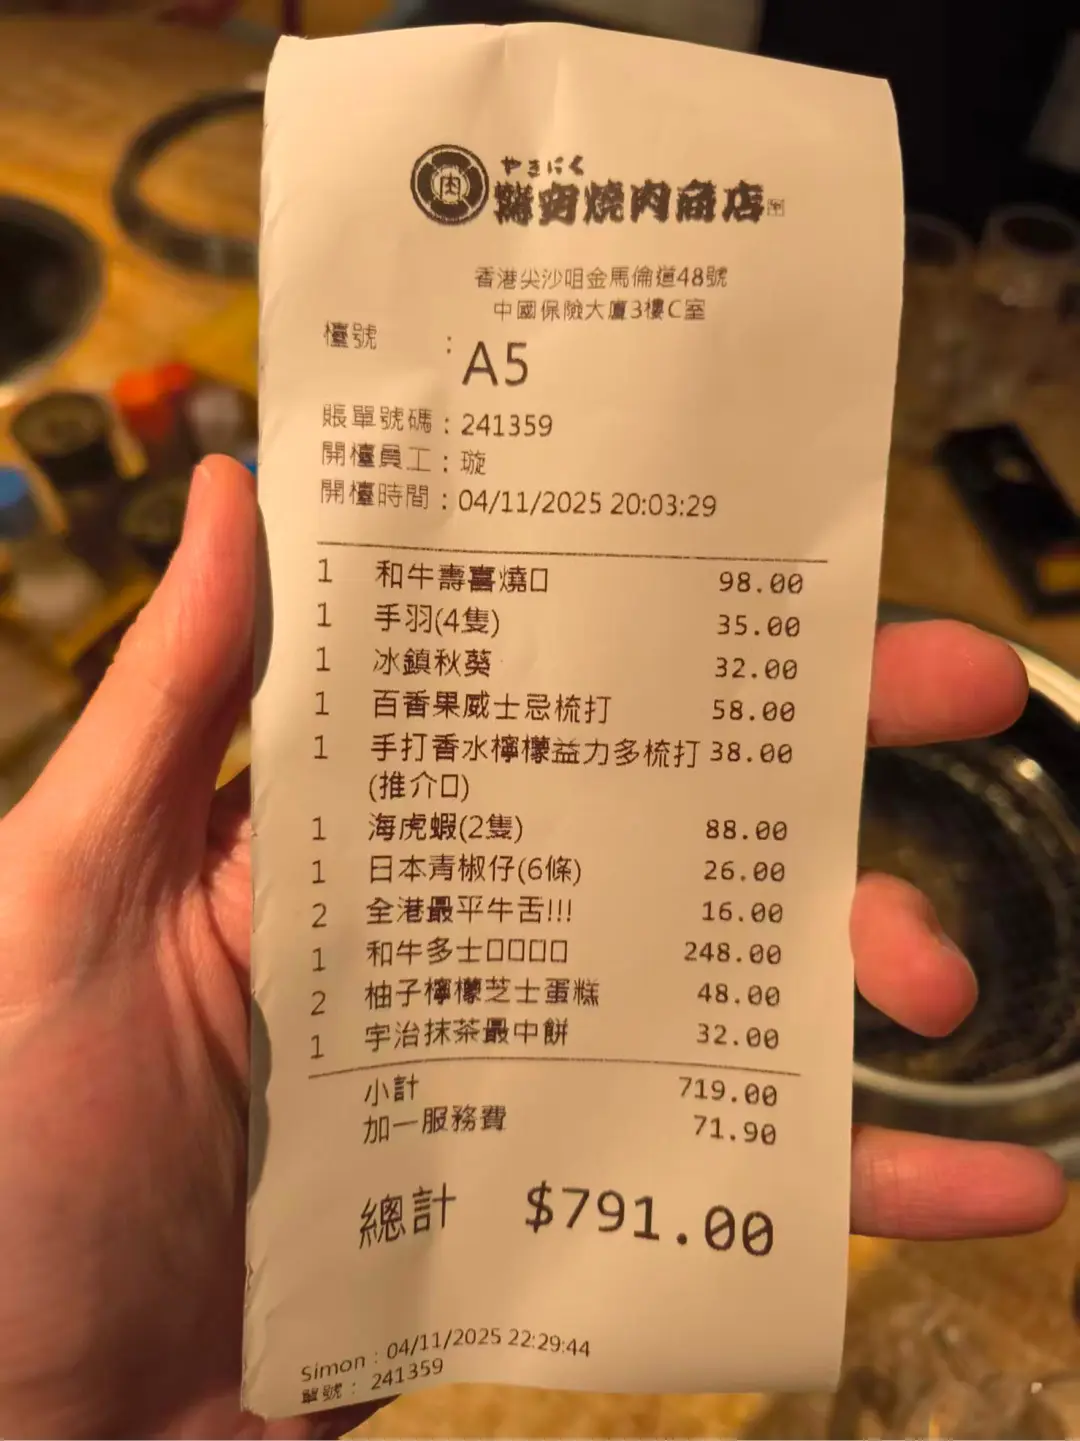 肉
やきにく
燒肉商店
香港尖沙咀金馬倫道48號
中國保險大廈3樓C室
檯號 : A5
賬單號碼 : 241359
開檯員工 : 璇
開檯時間 : 04/11/2025 20:03:29
1 和牛壽喜燒□ 98.00
1 手羽(4隻) 35.00
1 冰鎮秋葵 32.00
1 百香果威士忌梳打 58.00
1 手打香水檸檬益力多梳打 38.00
(推介□)
1 海虎蝦(2隻) 88.00
1 日本青椒仔(6條) 26.00
2 全港最平牛舌!!! 16.00
1 和牛多士□□□□ 248.00
2 柚子檸檬芝士蛋糕 48.00
1 宇治抹茶最中餅 32.00
小計 719.00
加一服務費 71.90
總計 $791.00
Simon : 04/11/2025 22:29:44
單號 : 241359